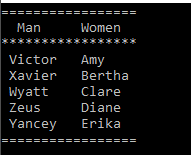 =================
  Man     Women
*****************
 Victor   Amy
 Xavier   Bertha
 Wyatt    Clare
 Zeus     Diane
 Yancey   Erika
=================